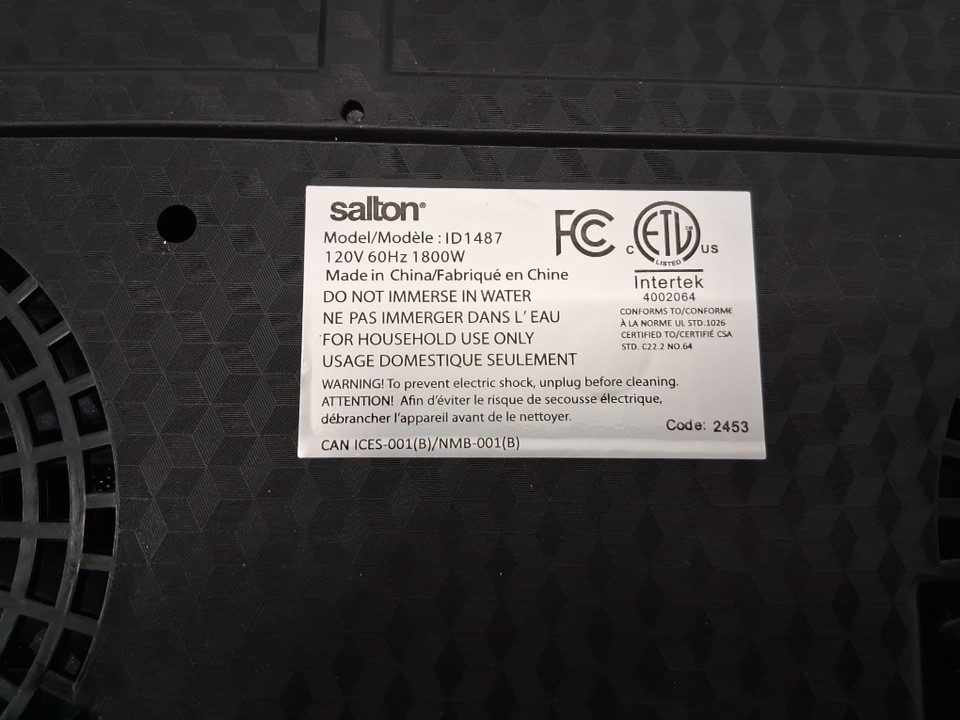 salton®
Model/Modèle : ID1487
120V 60Hz 1800W
Made in China/Fabriqué en Chine
DO NOT IMMERSE IN WATER
NE PAS IMMERGER DANS L' EAU
FOR HOUSEHOLD USE ONLY
USAGE DOMESTIQUE SEULEMENT
WARNING! To prevent electric shock, unplug before cleaning.
ATTENTION! Afin d'éviter le risque de secousse électrique,
débrancher l'appareil avant de le nettoyer.
CAN ICES-001(B)/NMB-001(B)
FC
C ETL CM US
LISTED
Intertek
4002064
CONFORMS TO/CONFORME
À LA NORME UL STD.1026
CERTIFIED TO/CERTIFIÉ CSA
STD. C22.2 NO.64
Code: 2453